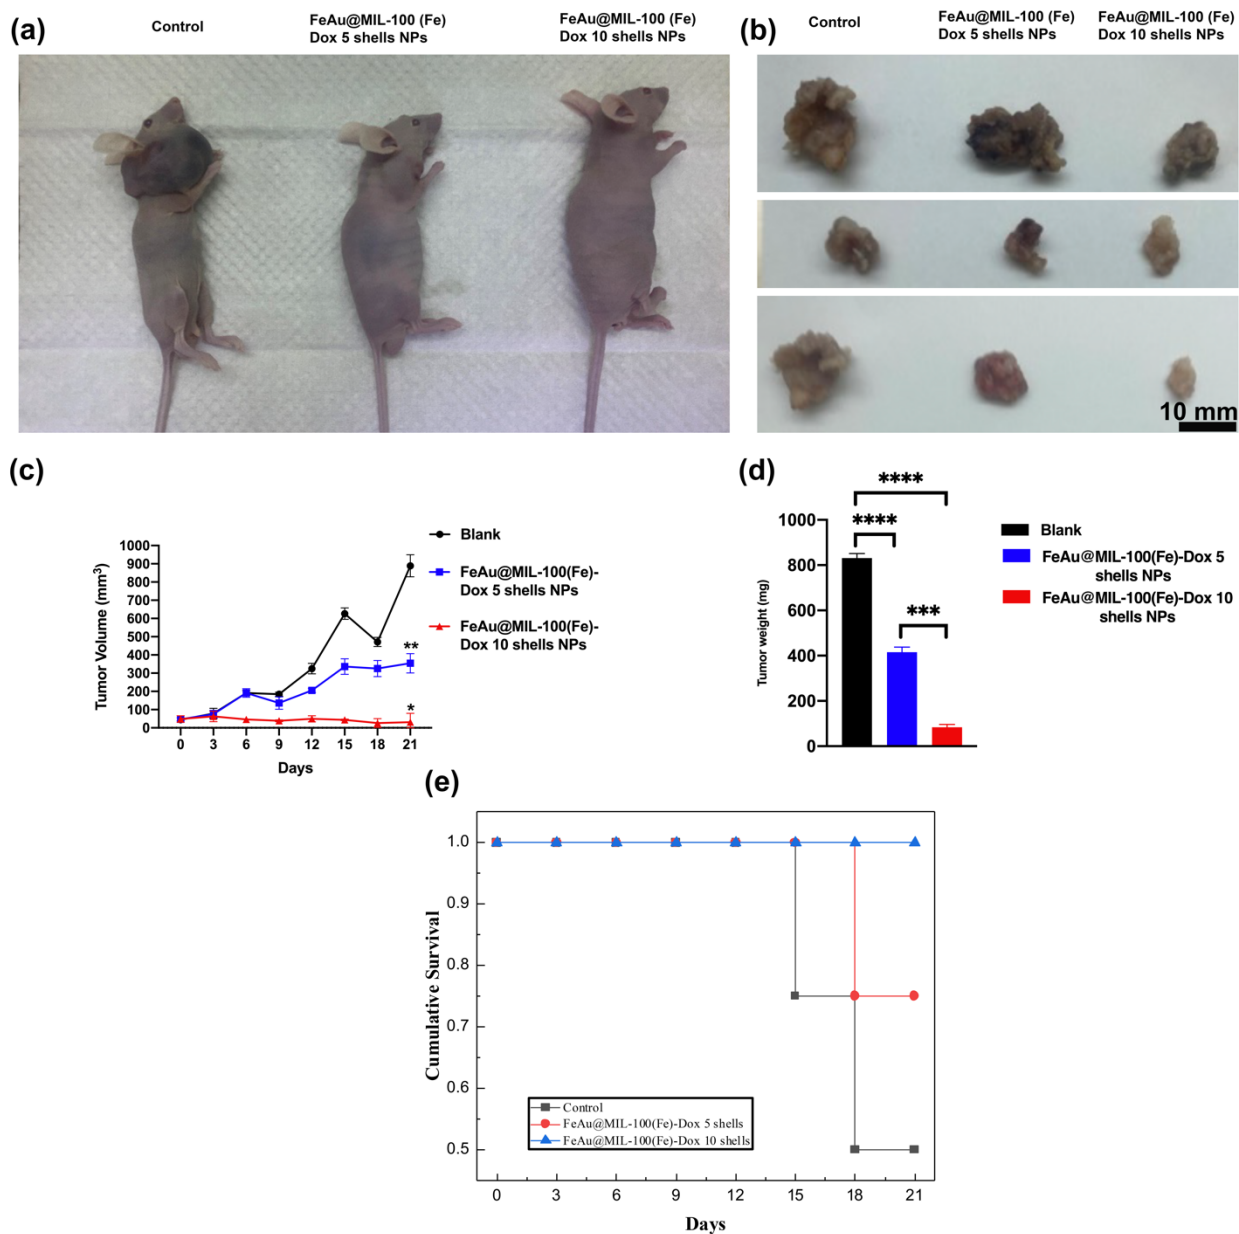 (a)
Control
FeAu@MIL-100 (Fe)
Dox 5 shells NPs
FeAu@MIL-100 (Fe)
Dox 10 shells NPs
(b)
Control
FeAu@MIL-100 (Fe)
Dox 5 shells NPs
FeAu@MIL-100 (Fe)
Dox 10 shells NPs
10 mm
(c)
Tumor Volume (mm³)
1000
900
800
700
600
500
400
300
200
100
0
0 3 6 9 12 15 18 21
Days
**
*
Blank
FeAu@MIL-100(Fe)-
Dox 5 shells NPs
FeAu@MIL-100(Fe)-
Dox 10 shells NPs
(d)
Tumor weight (mg)
1000
800
600
400
200
0
****
****
***
Blank
FeAu@MIL-100(Fe)-Dox 5
shells NPs
FeAu@MIL-100(Fe)-Dox 10
shells NPs
(e)
Cumulative Survival
1.0
0.9
0.8
0.7
0.6
0.5
Control
FeAu@MIL-100(Fe)-Dox 5 shells
FeAu@MIL-100(Fe)-Dox 10 shells
0 3 6 9 12 15 18 21
Days